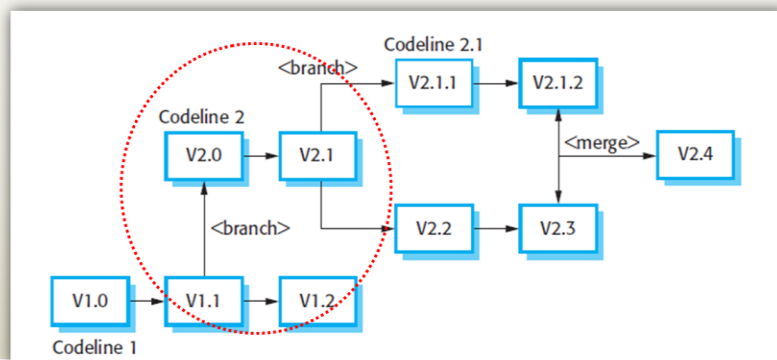 Codeline 2.1
<branch>
V2.1.1
V2.1.2
Codeline 2
V2.0
V2.1
<merge>
V2.4
<branch>
V2.2
V2.3
V1.0
V1.1
V1.2
Codeline 1